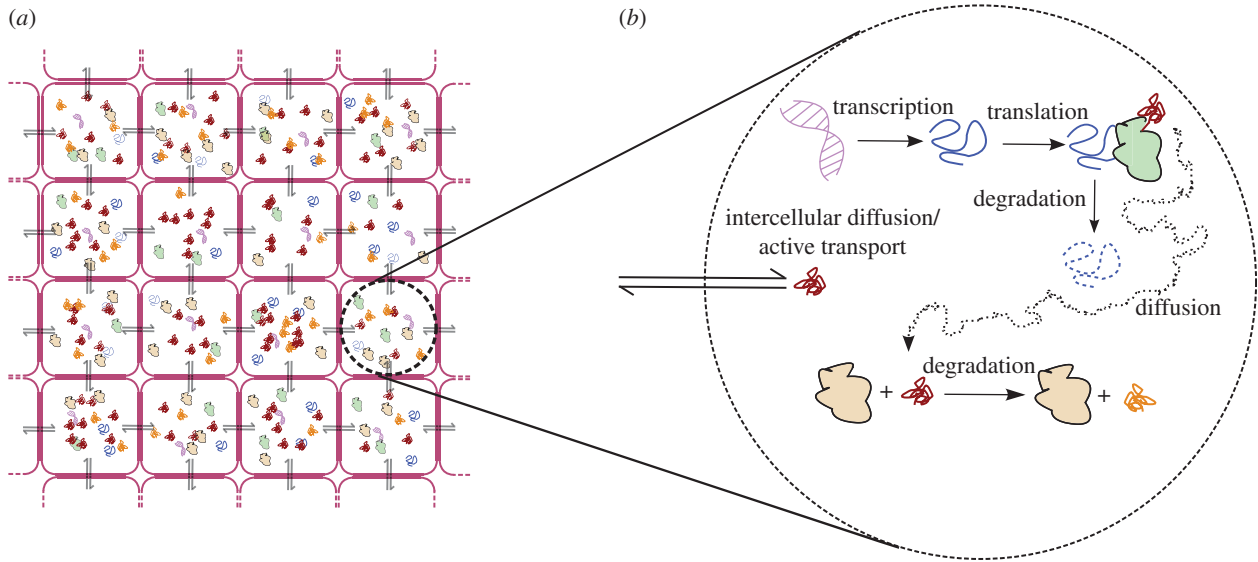 (a)
(b)
transcription
translation
degradation
intercellular diffusion/
active transport
diffusion
degradation
+
+